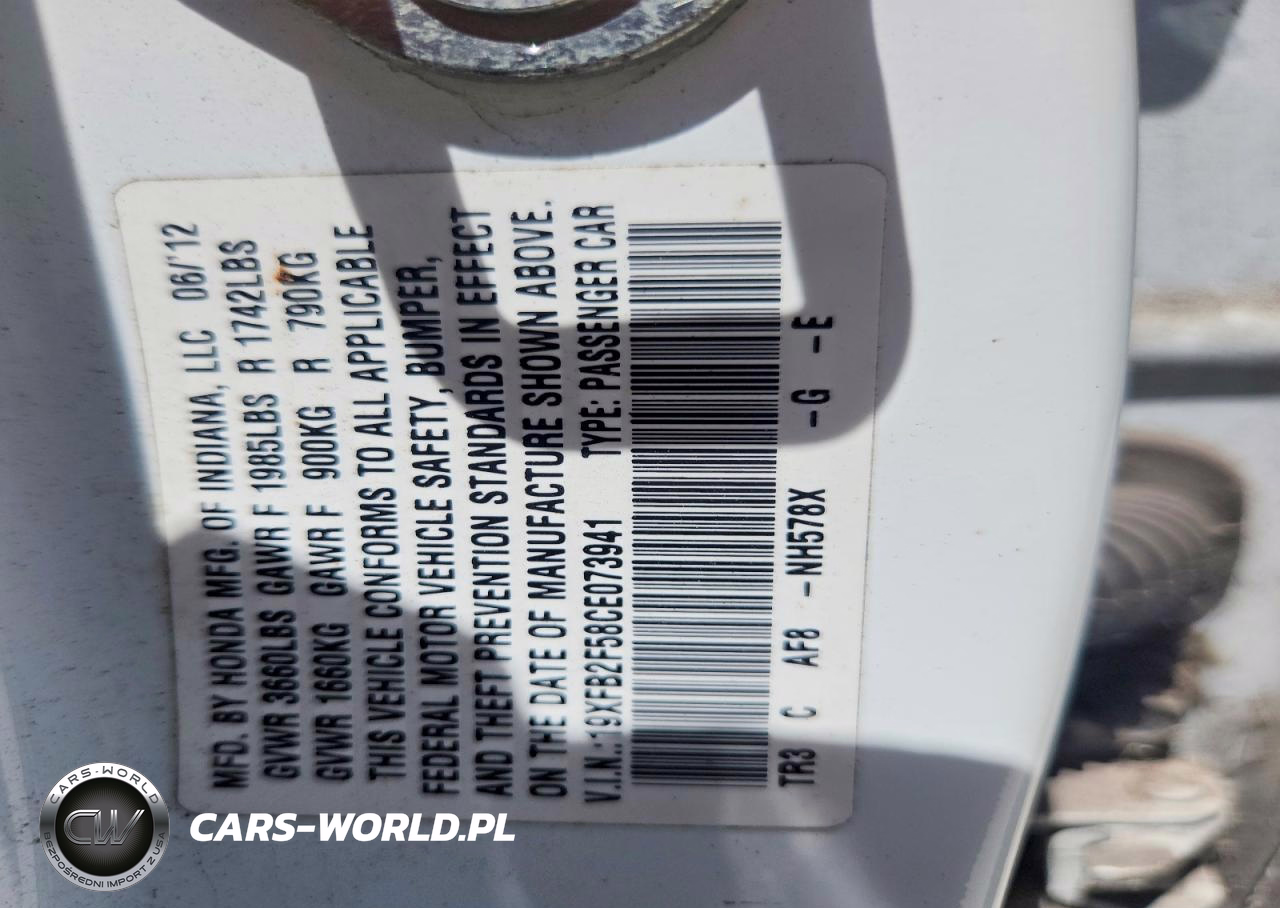 MFD. BY HONDA MFG. OF INDIANA, LLC 06/'12
GVWR 3660LBS GAWR F 1985LBS R 1742LBS
GVWR 1660KG GAWR F 900KG R 790KG
THIS VEHICLE CONFORMS TO ALL APPLICABLE
FEDERAL MOTOR VEHICLE SAFETY, BUMPER,
AND THEFT PREVENTION STANDARDS IN EFFECT
ON THE DATE OF MANUFACTURE SHOWN ABOVE.
V.I.N.:19XFB2F58CE073941 TYPE: PASSENGER CAR
TR3 C AF8 -NH578X -G -E
CARS-WORLD
CW
BEZPOŚREDNI IMPORT Z USA
CARS-WORLD.PL